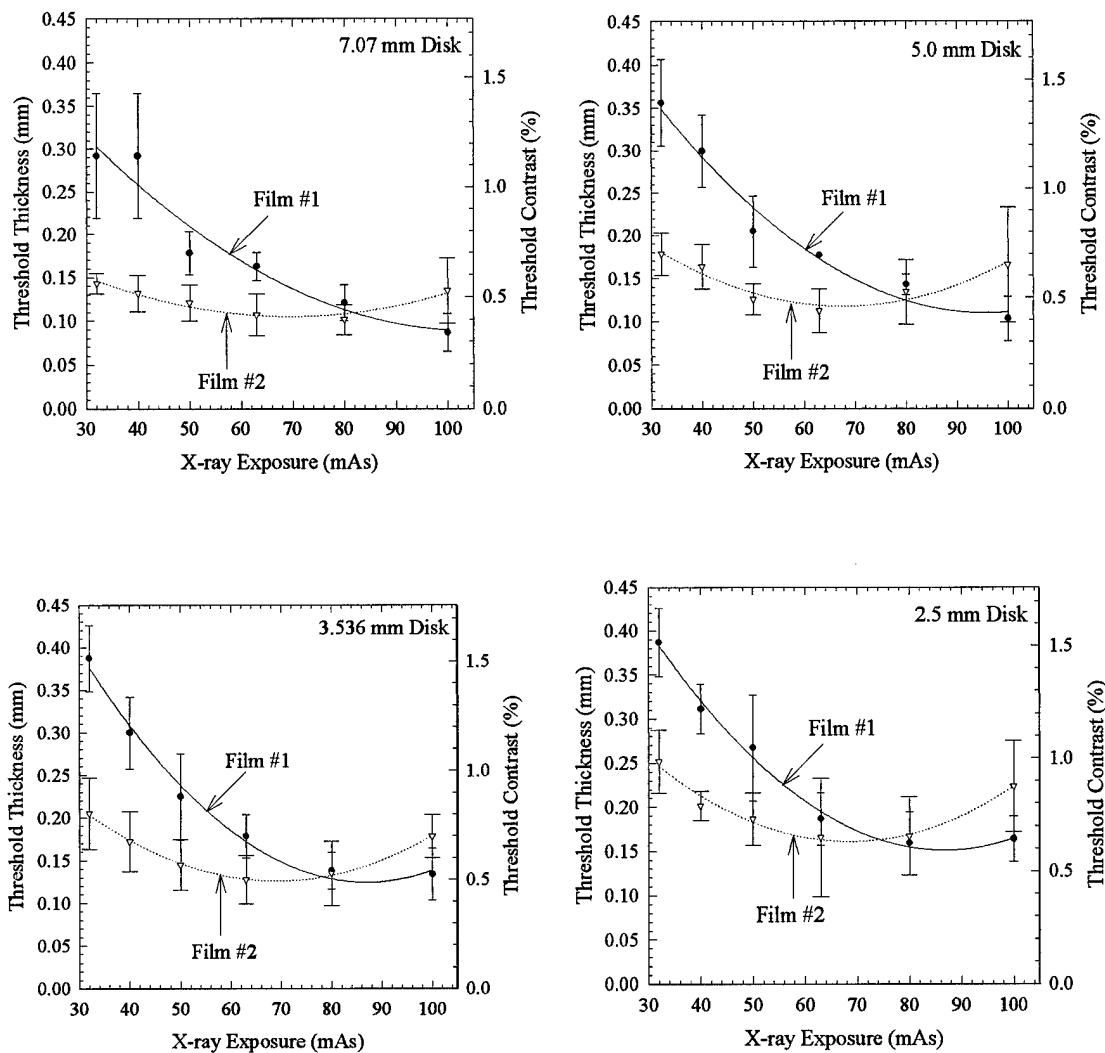 7.07 mm Disk
Threshold Thickness (mm)
0.45
0.40
0.35
0.30
0.25
0.20
0.15
0.10
0.05
0.00
Film #1
Film #2
1.5
1.0
0.5
0.0
Threshold Contrast (%)
30 40 50 60 70 80 90 100
X-ray Exposure (mAs)
5.0 mm Disk
Threshold Thickness (mm)
0.45
0.40
0.35
0.30
0.25
0.20
0.15
0.10
0.05
0.00
Film #1
Film #2
1.5
1.0
0.5
0.0
Threshold Contrast (%)
30 40 50 60 70 80 90 100
X-ray Exposure (mAs)
3.536 mm Disk
Threshold Thickness (mm)
0.45
0.40
0.35
0.30
0.25
0.20
0.15
0.10
0.05
0.00
Film #1
Film #2
1.5
1.0
0.5
0.0
Threshold Contrast (%)
30 40 50 60 70 80 90 100
X-ray Exposure (mAs)
2.5 mm Disk
Threshold Thickness (mm)
0.45
0.40
0.35
0.30
0.25
0.20
0.15
0.10
0.05
0.00
Film #1
Film #2
1.5
1.0
0.5
0.0
Threshold Contrast (%)
30 40 50 60 70 80 90 100
X-ray Exposure (mAs)